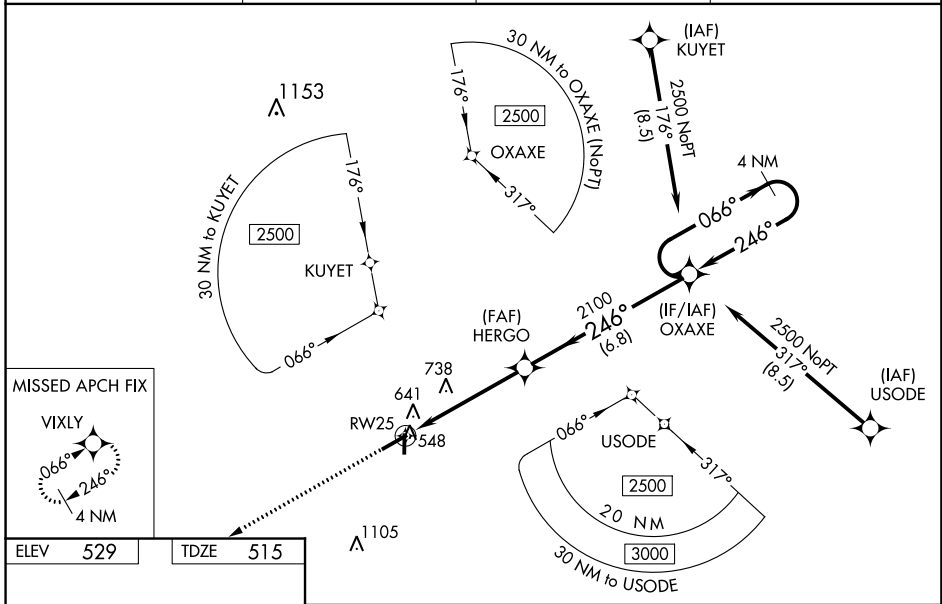 (IAF)
KUYET
30 NM to OXAXE (NoPT)
176°
2500
OXAXE
317°
2500 NoPT
176°
(8.5)
1153
30 NM to KUYET
176°
2500
KUYET
066°
4 NM
066°
246°
(IF/IAF)
OXAXE
2100
246°
(6.8)
(FAF)
HERGO
2500 NoPT
317°
(8.5)
(IAF)
USODE
738
641
RW25
548
1105
066°
USODE
317°
2500
20 NM
3000
30 NM to USODE
MISSED APCH FIX
VIXLY
066°
246°
4 NM
ELEV 529
TDZE 515